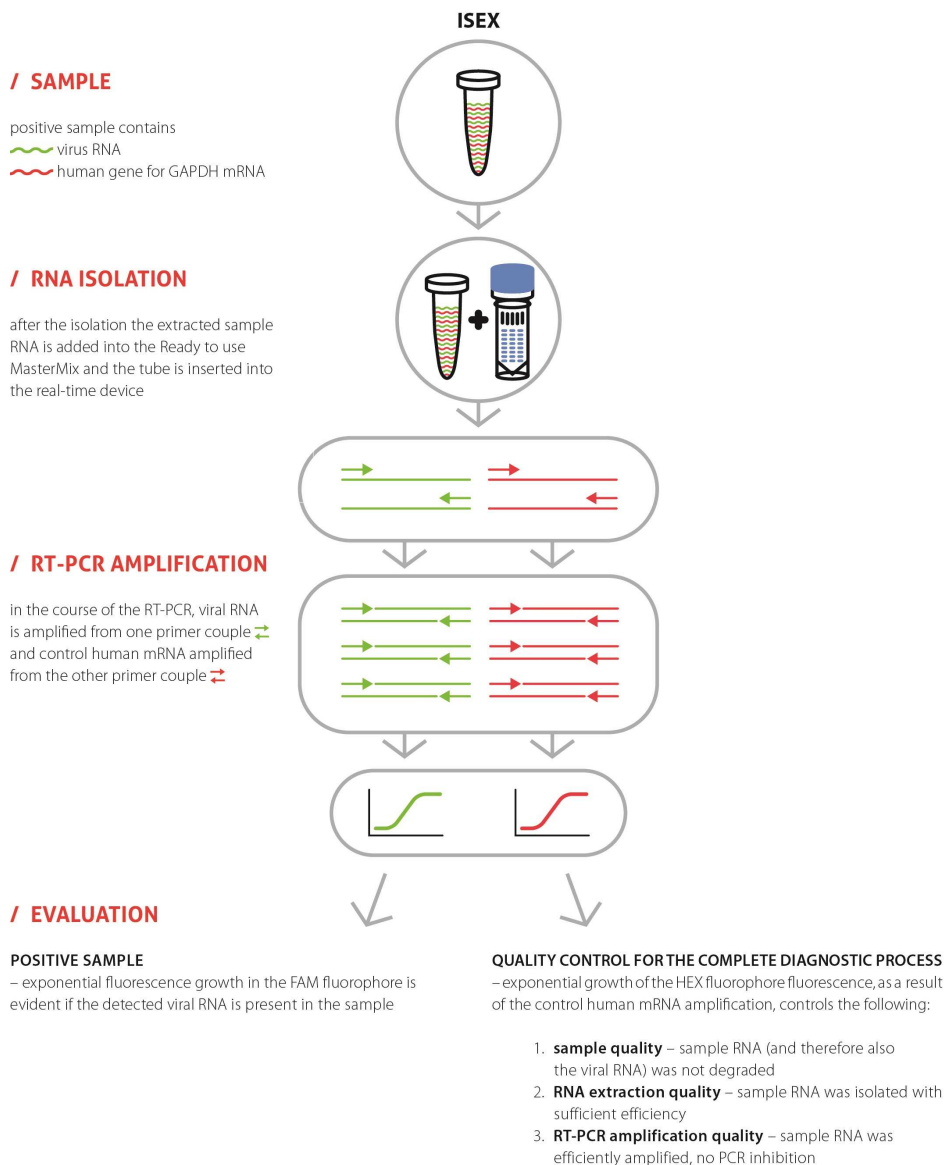 ISEX
/ SAMPLE
positive sample contains
virus RNA
human gene for GAPDH mRNA
/ RNA ISOLATION
after the isolation the extracted sample
RNA is added into the Ready to use
MasterMix and the tube is inserted into
the real-time device
/ RT-PCR AMPLIFICATION
in the course of the RT-PCR, viral RNA
is amplified from one primer couple
and control human mRNA amplified
from the other primer couple
/ EVALUATION
POSITIVE SAMPLE
– exponential fluorescence growth in the FAM fluorophore is
evident if the detected viral RNA is present in the sample
QUALITY CONTROL FOR THE COMPLETE DIAGNOSTIC PROCESS
– exponential growth of the HEX fluorophore fluorescence, as a result
of the control human mRNA amplification, controls the following:
1. sample quality – sample RNA (and therefore also
the viral RNA) was not degraded
2. RNA extraction quality – sample RNA was isolated with
sufficient efficiency
3. RT-PCR amplification quality – sample RNA was
efficiently amplified, no PCR inhibition